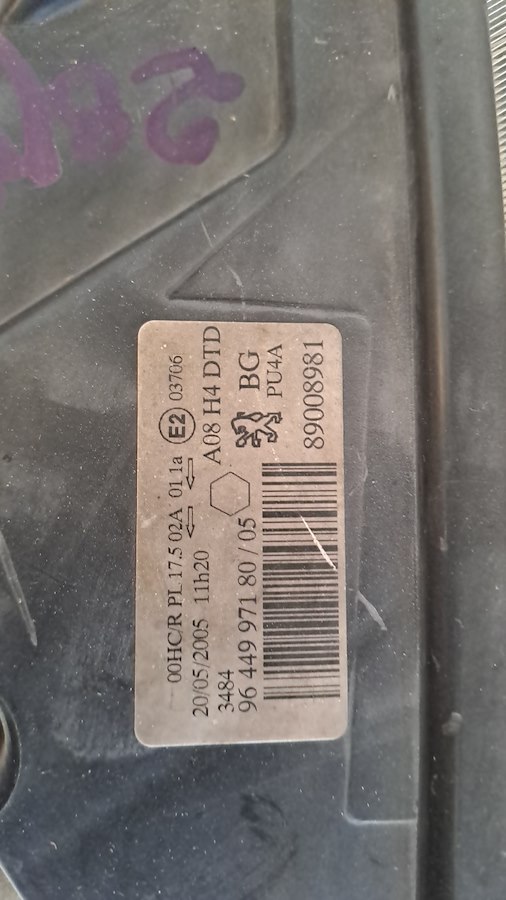 00HC/R PL 17.5 02A 01 1a E2 03706
20/05/2005 11h20 A08 H4 DTD
3484
96 449 971 80 / 05 BG
PU4A
89008981